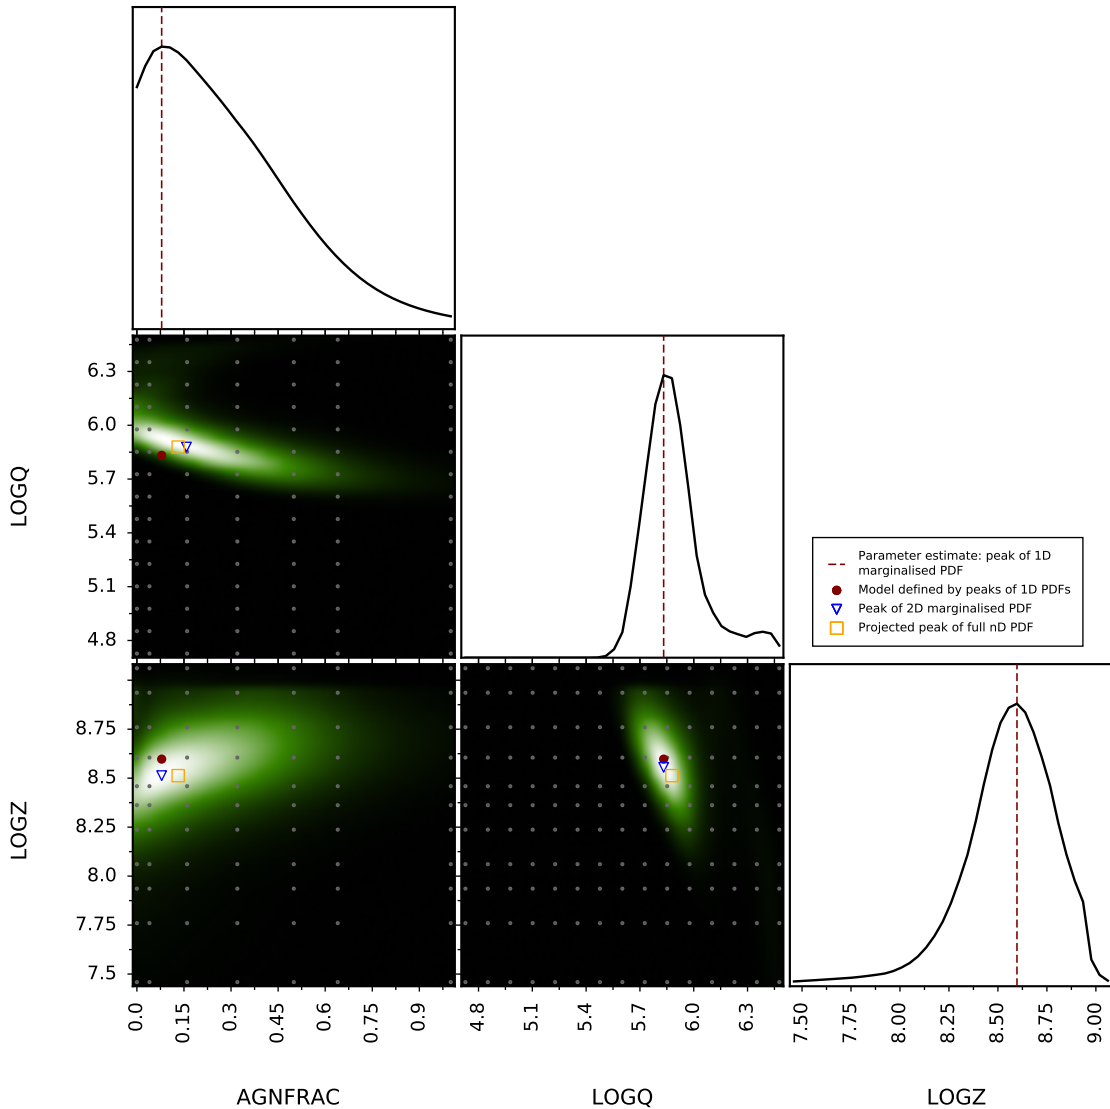 6.3
6.0
5.7
5.4
5.1
4.8
LOGQ
Parameter estimate: peak of 1D
marginalised PDF
Model defined by peaks of 1D PDFs
Peak of 2D marginalised PDF
Projected peak of full nD PDF
8.75
8.5
8.25
8.0
7.75
7.5
LOGZ
0.0 0.15 0.3 0.45 0.6 0.75 0.9
4.8 5.1 5.4 5.7 6.0 6.3
7.50 7.75 8.00 8.25 8.50 8.75 9.00
AGNFRAC
LOGQ
LOGZ